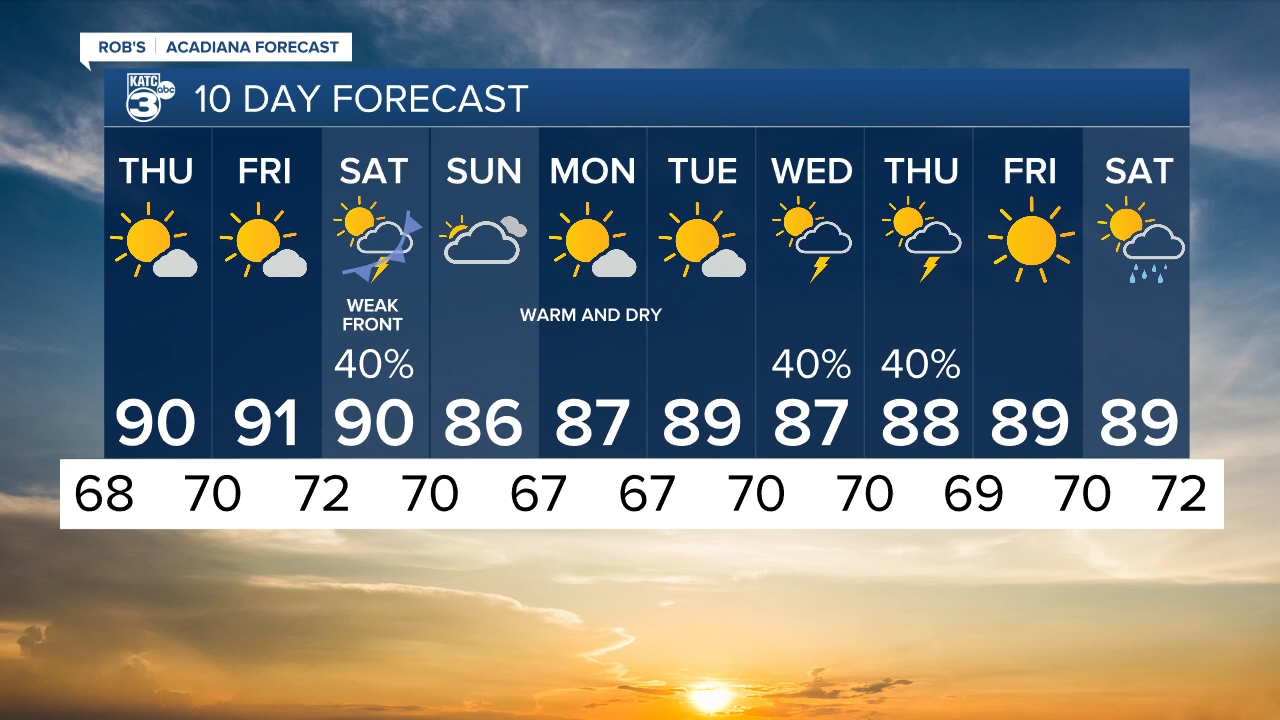 ROB'S ACADIANA FORECAST
KATC abc
3
10 DAY FORECAST
THU FRI SAT SUN MON TUE WED THU FRI SAT
WEAK
FRONT
WARM AND DRY
40% 40% 40%
90 91 90 86 87 89 87 88 89 89
68 70 72 70 67 67 70 70 69 70 72